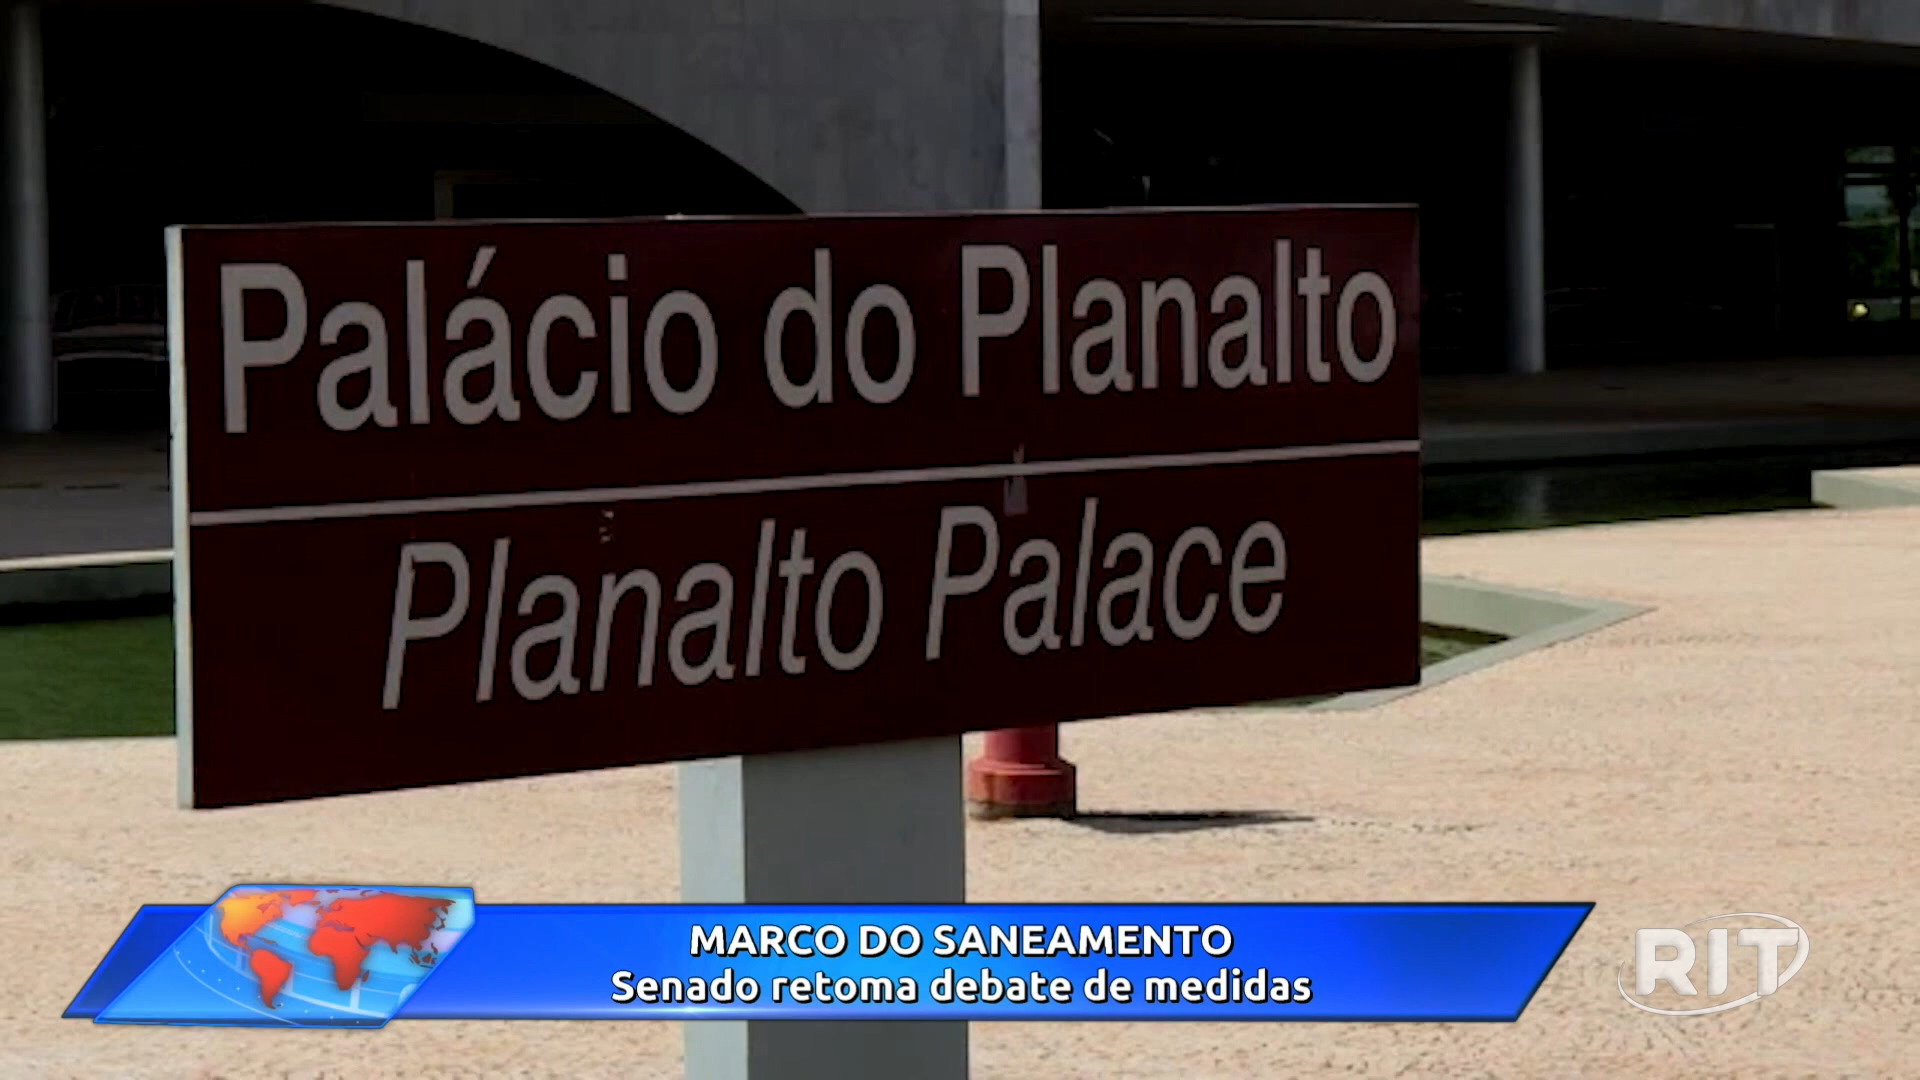 Palácio do Planalto
Planalto Palace
MARCO DO SANEAMENTO
Senado retoma debate de medidas
RIT